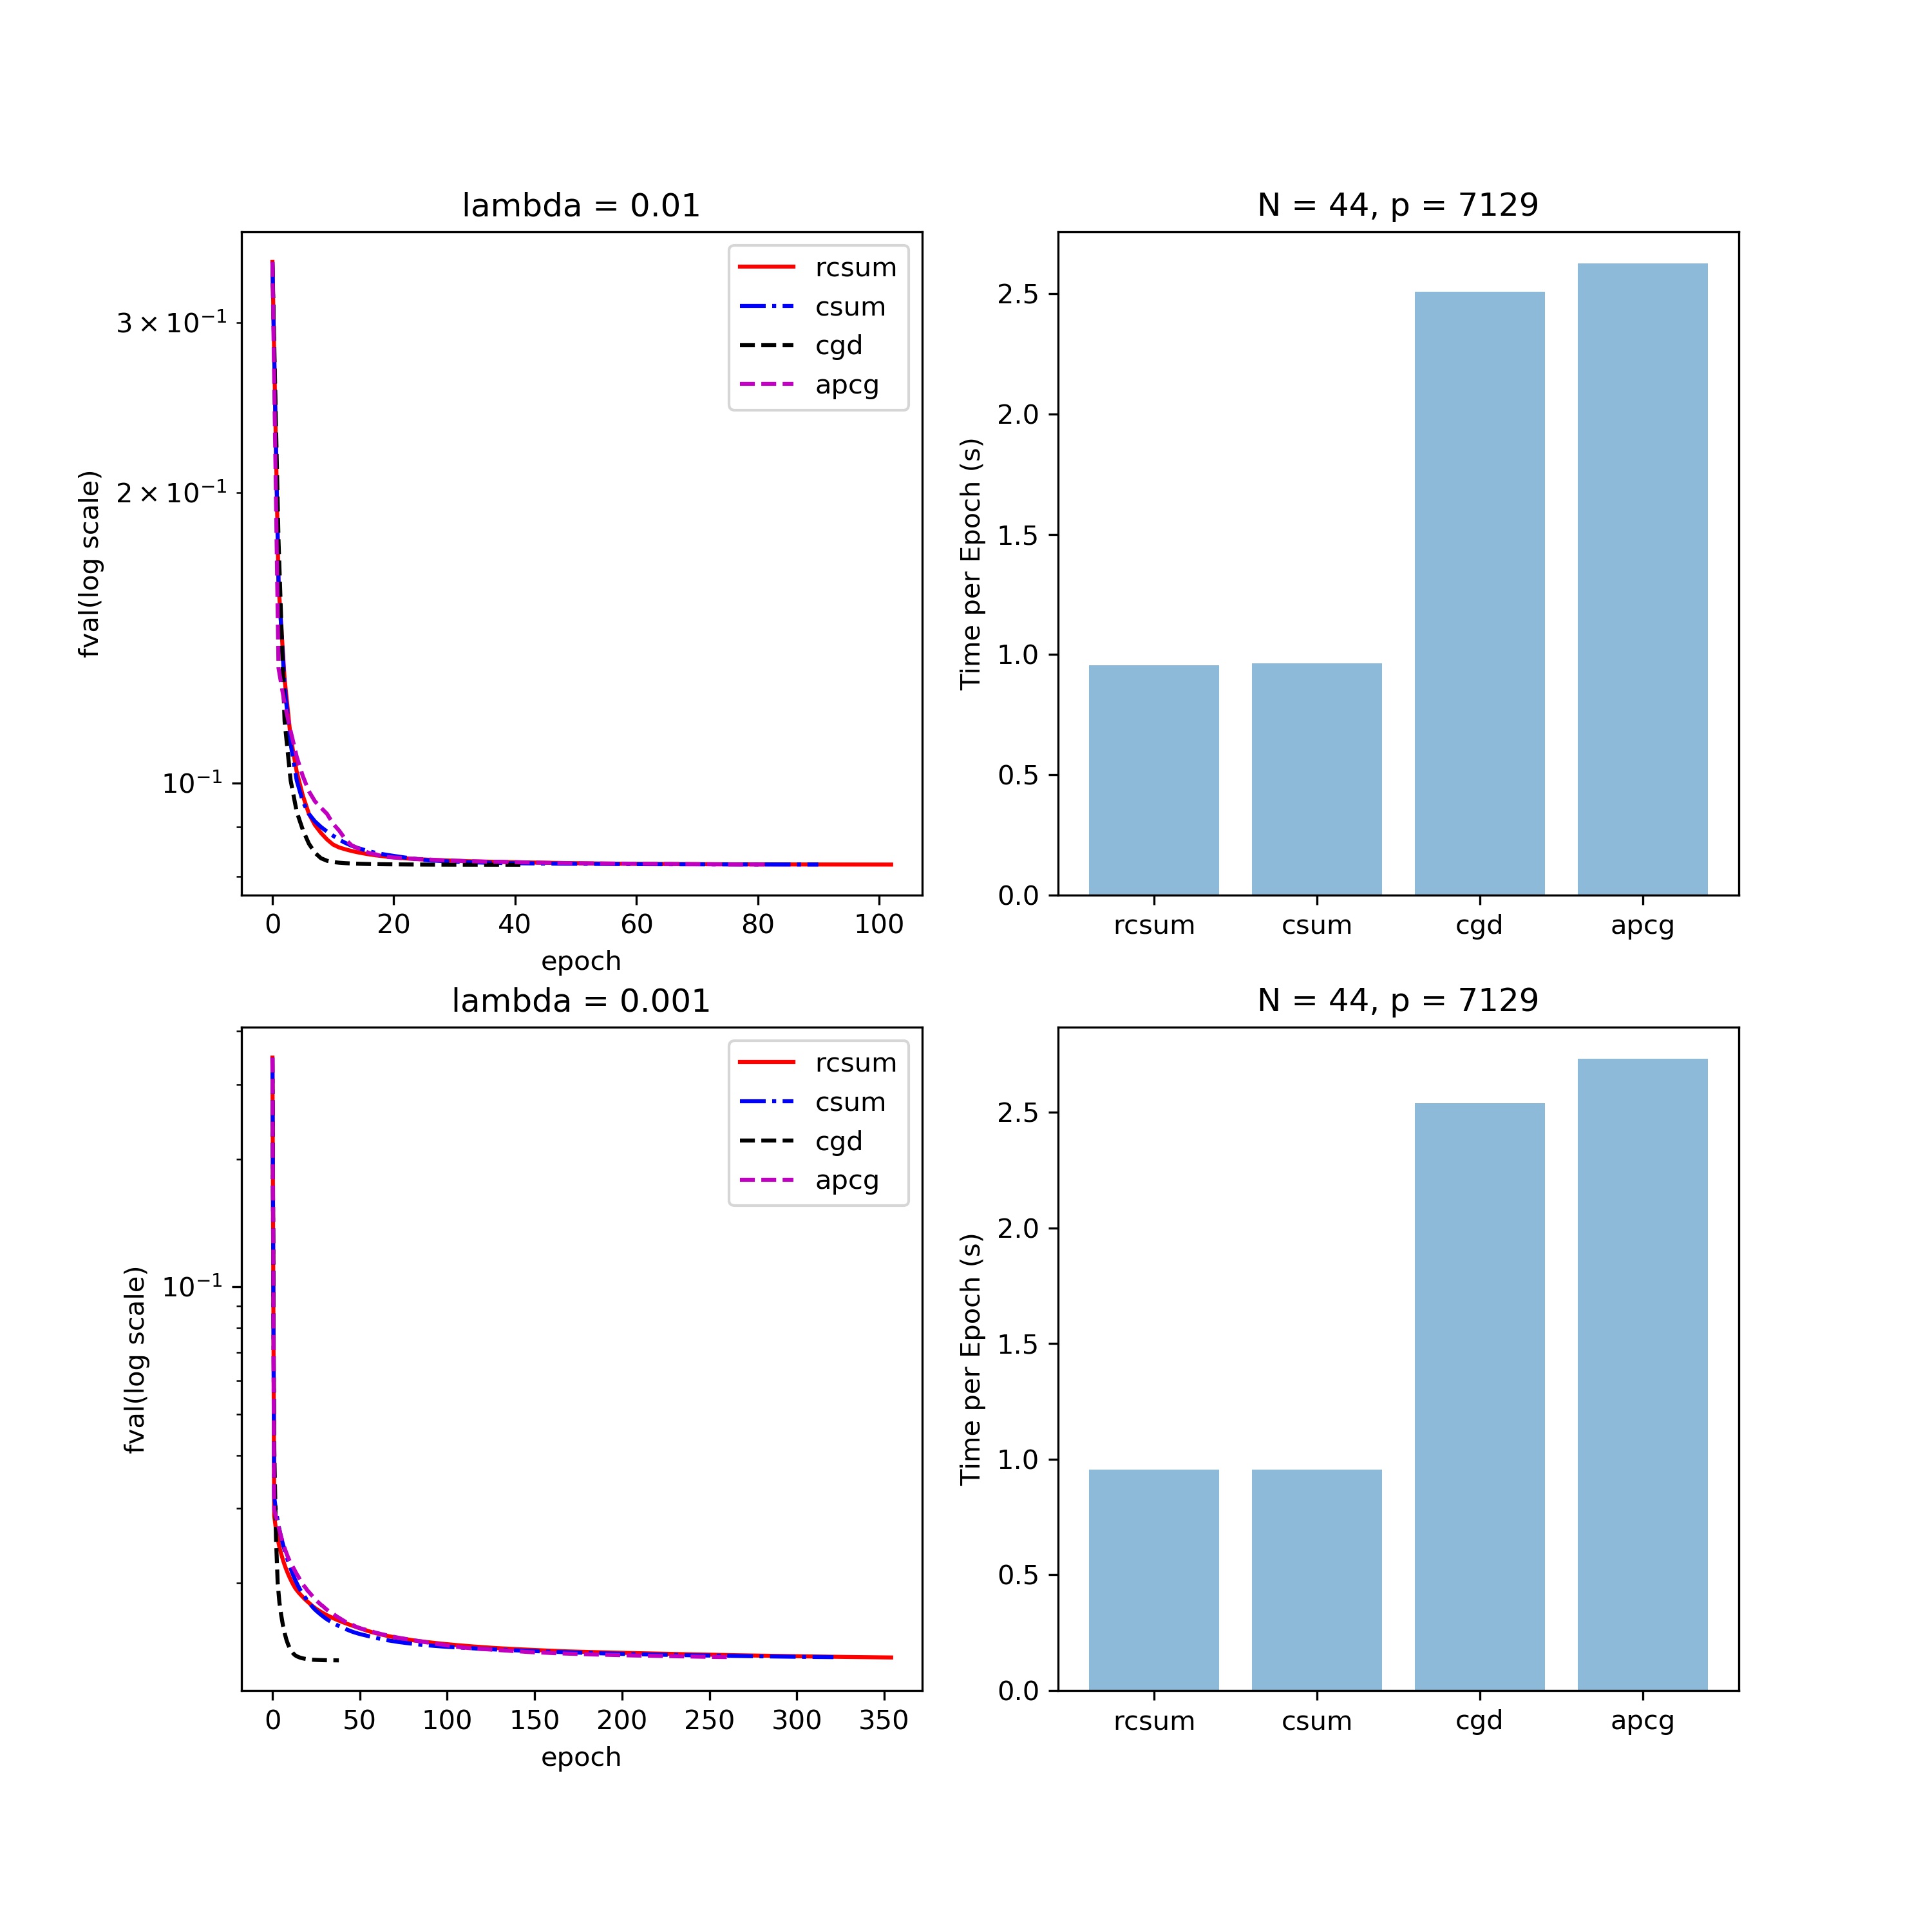 lambda = 0.01
fval(log scale)
3 × 10⁻¹
2 × 10⁻¹
10⁻¹
rcsum
csum
cgd
apcg
0 20 40 60 80 100
epoch
N = 44, p = 7129
Time per Epoch (s)
2.5
2.0
1.5
1.0
0.5
0.0
rcsum csum cgd apcg
lambda = 0.001
fval(log scale)
10⁻¹
rcsum
csum
cgd
apcg
0 50 100 150 200 250 300 350
epoch
N = 44, p = 7129
Time per Epoch (s)
2.5
2.0
1.5
1.0
0.5
0.0
rcsum csum cgd apcg